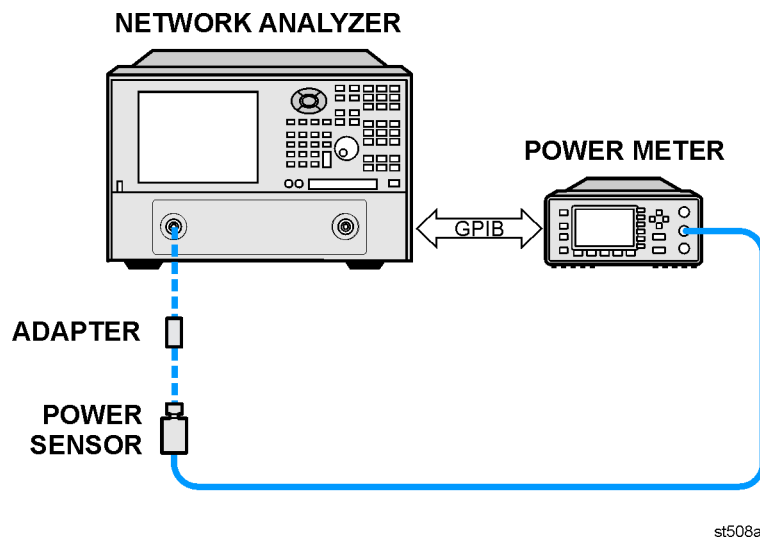 NETWORK ANALYZER
POWER METER
GPIB
ADAPTER
POWER
SENSOR
st508a